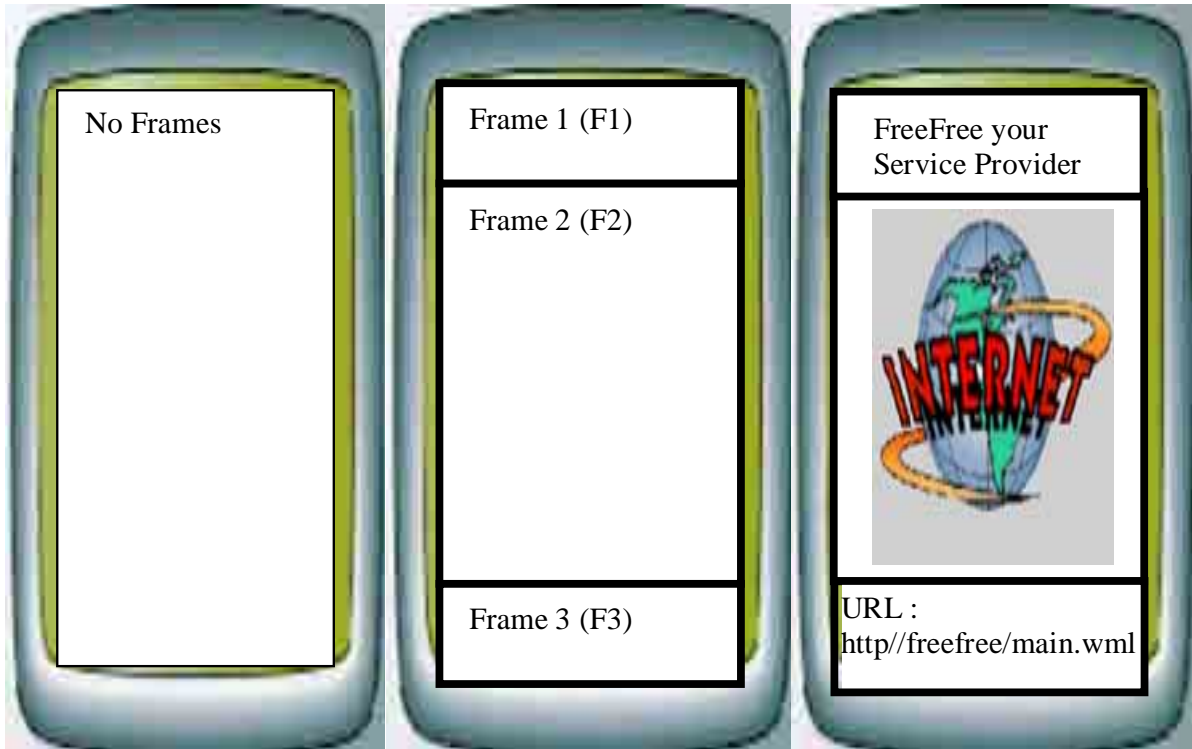 No Frames
Frame 1 (F1)
Frame 2 (F2)
Frame 3 (F3)
FreeFree your
Service Provider
INTERNET
URL :
http//freefree/main.wml